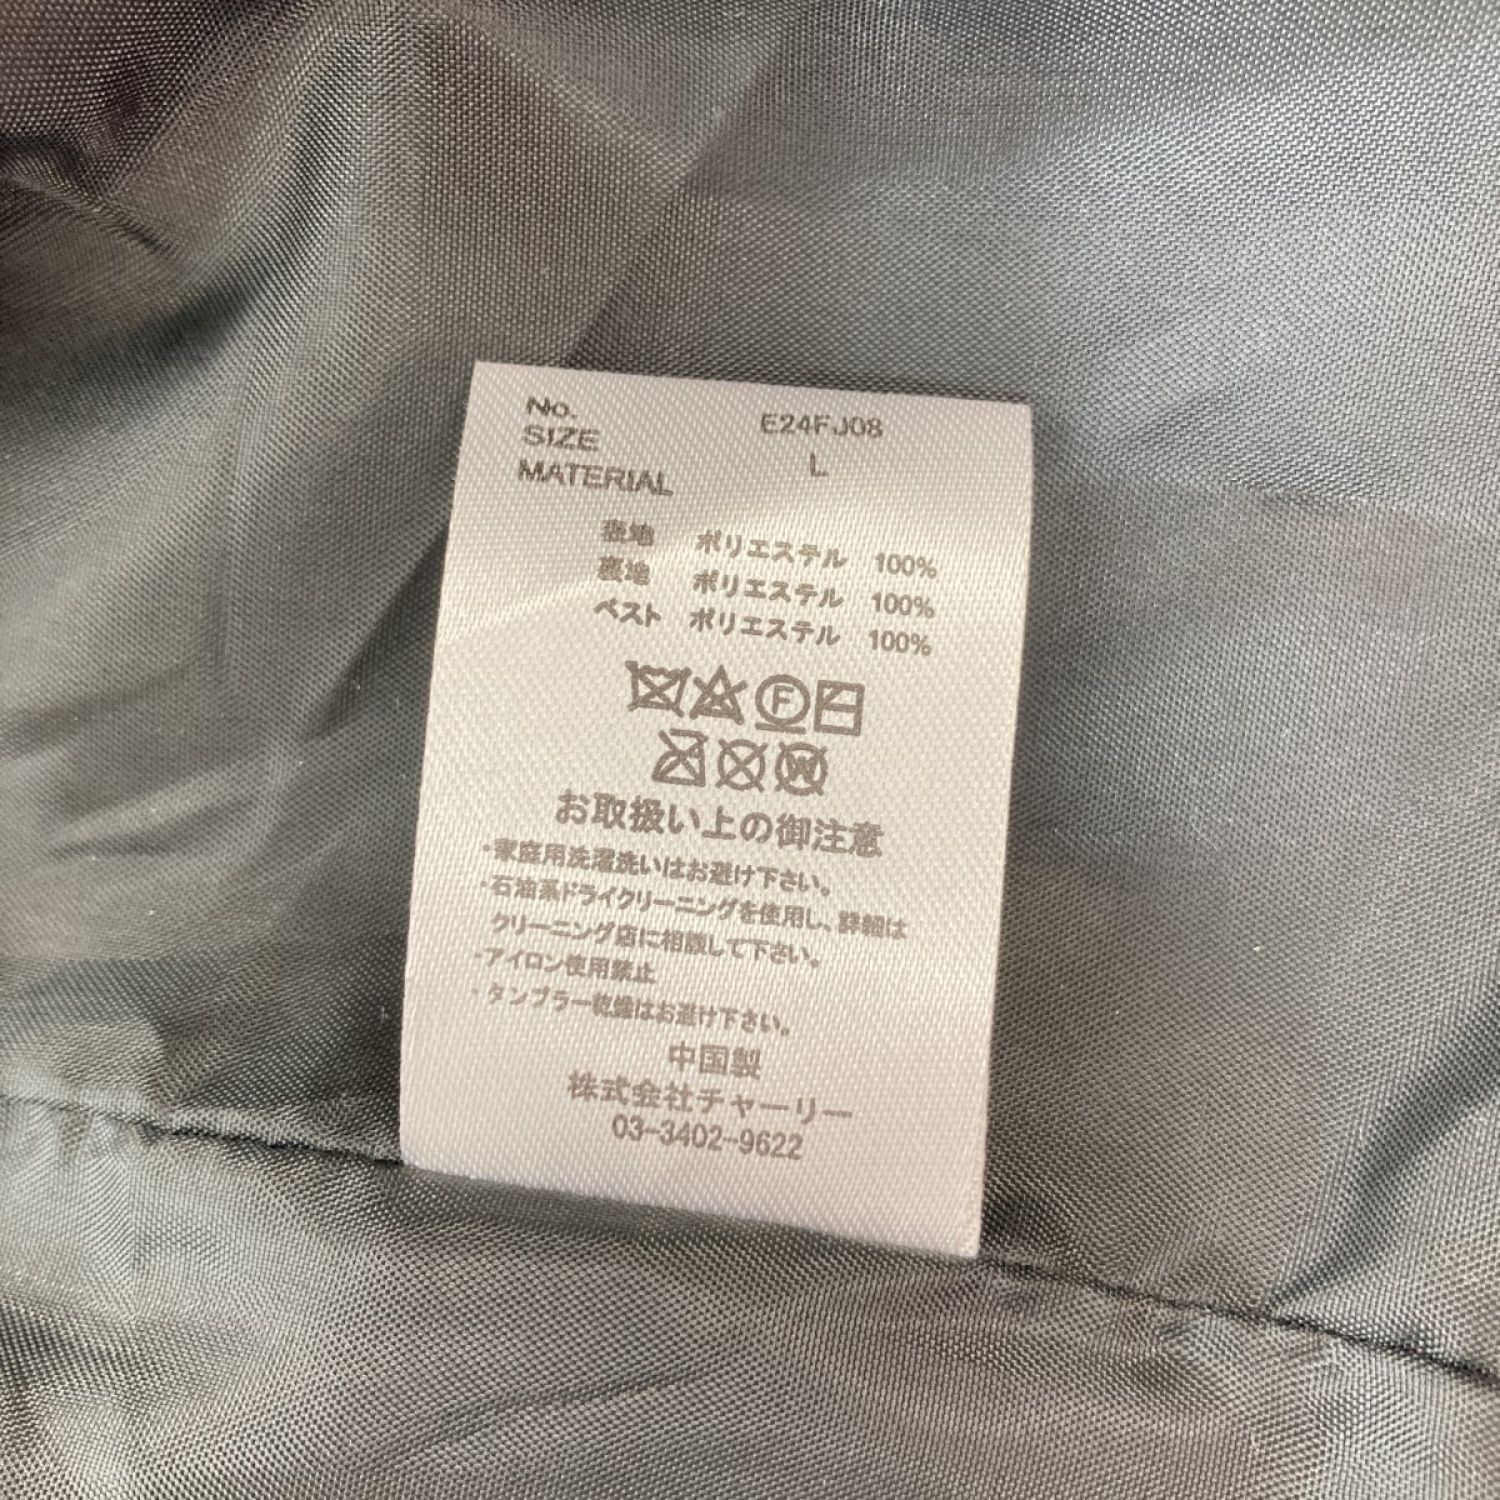 No. E24FJ08
SIZE L
MATERIAL
表地 ポリエステル 100%
裏地 ポリエステル 100%
ベスト ポリエステル 100%
F
W
お取扱い上の御注意
・家庭用洗濯洗いはお避け下さい。
・石油系ドライクリーニングを使用し、詳細は
クリーニング店に相談して下さい。
・アイロン使用禁止
・タンブラー乾燥はお避け下さい。
中国製
株式会社チャーリー
03-3402-9622